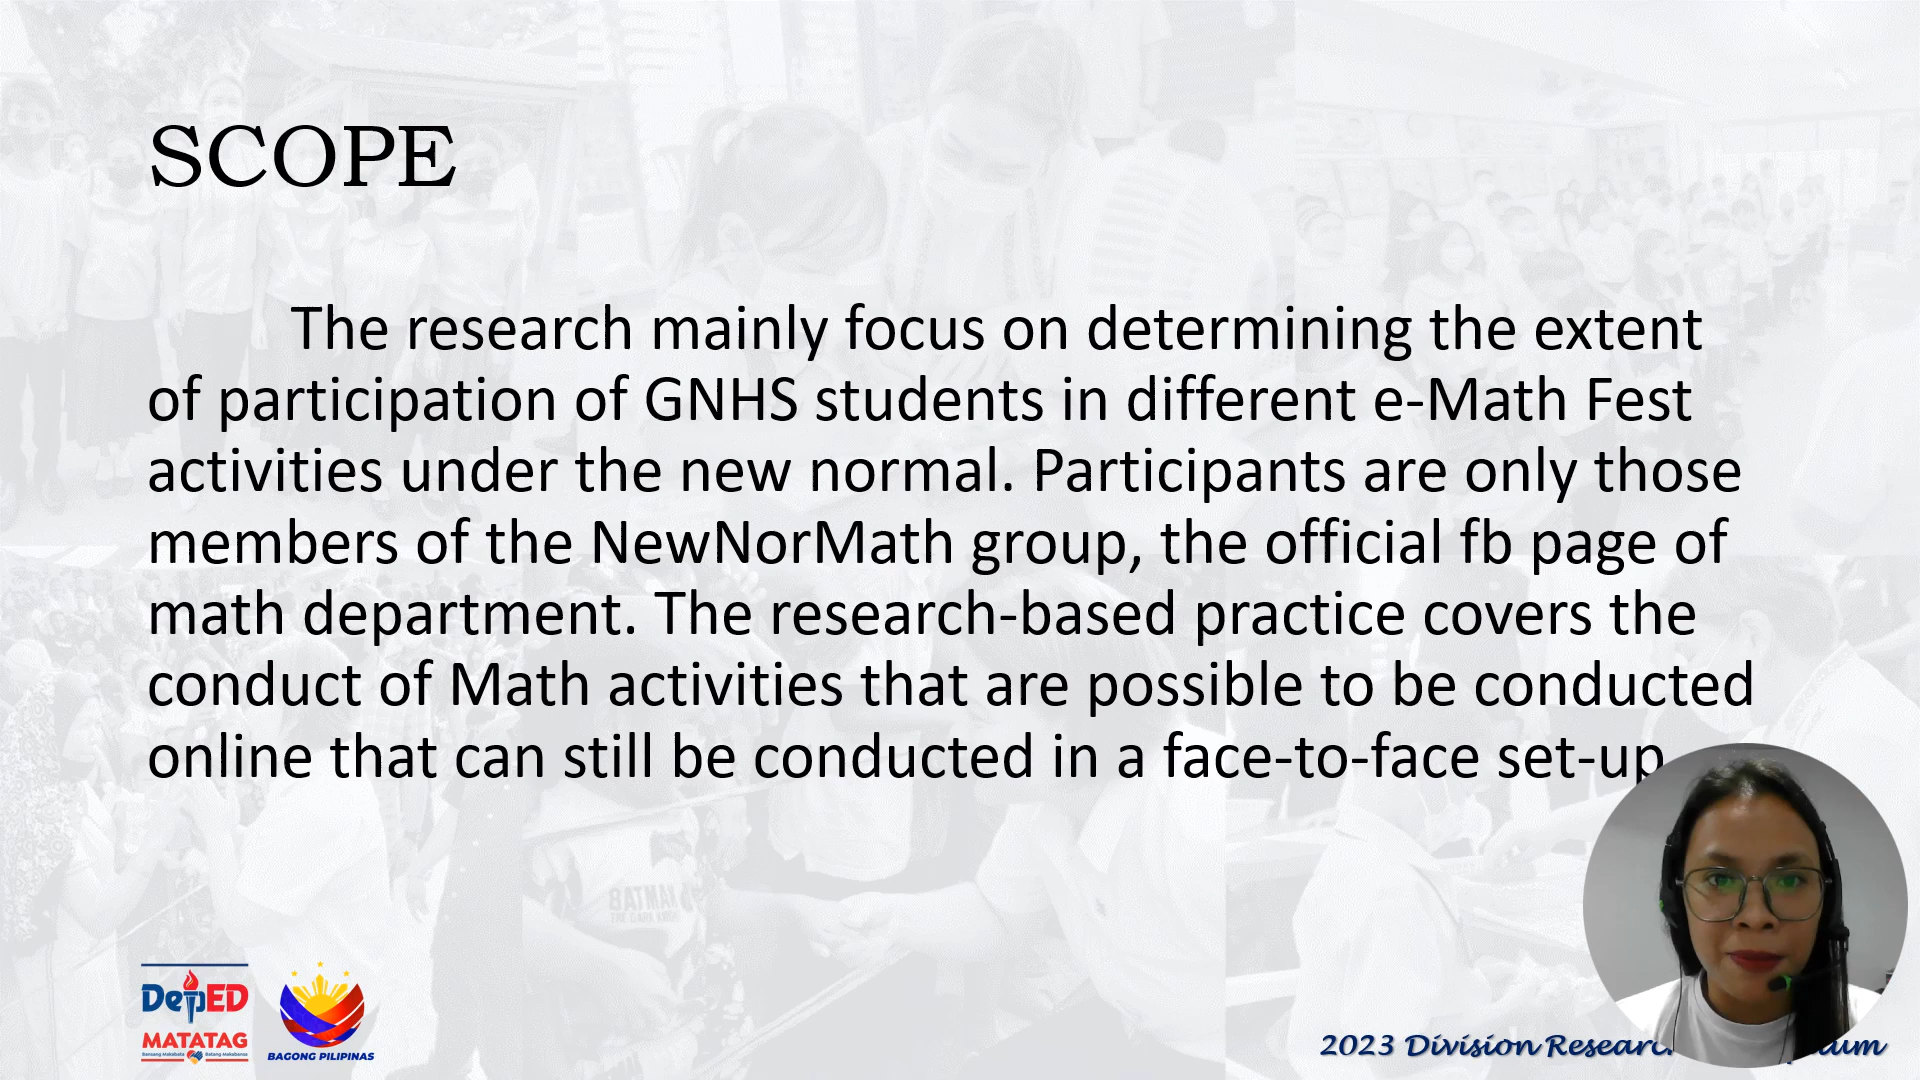 SCOPE
The research mainly focus on determining the extent
of participation of GNHS students in different e-Math Fest
activities under the new normal. Participants are only those
members of the NewNorMath group, the official fb page of
math department. The research-based practice covers the
conduct of Math activities that are possible to be conducted
online that can still be conducted in a face-to-face set-up
BATMAN
THE DARK KNIGHT
DepED
MATATAG
Bansang Makabata Batang Makabansa
BAGONG PILIPINAS
2023 Division